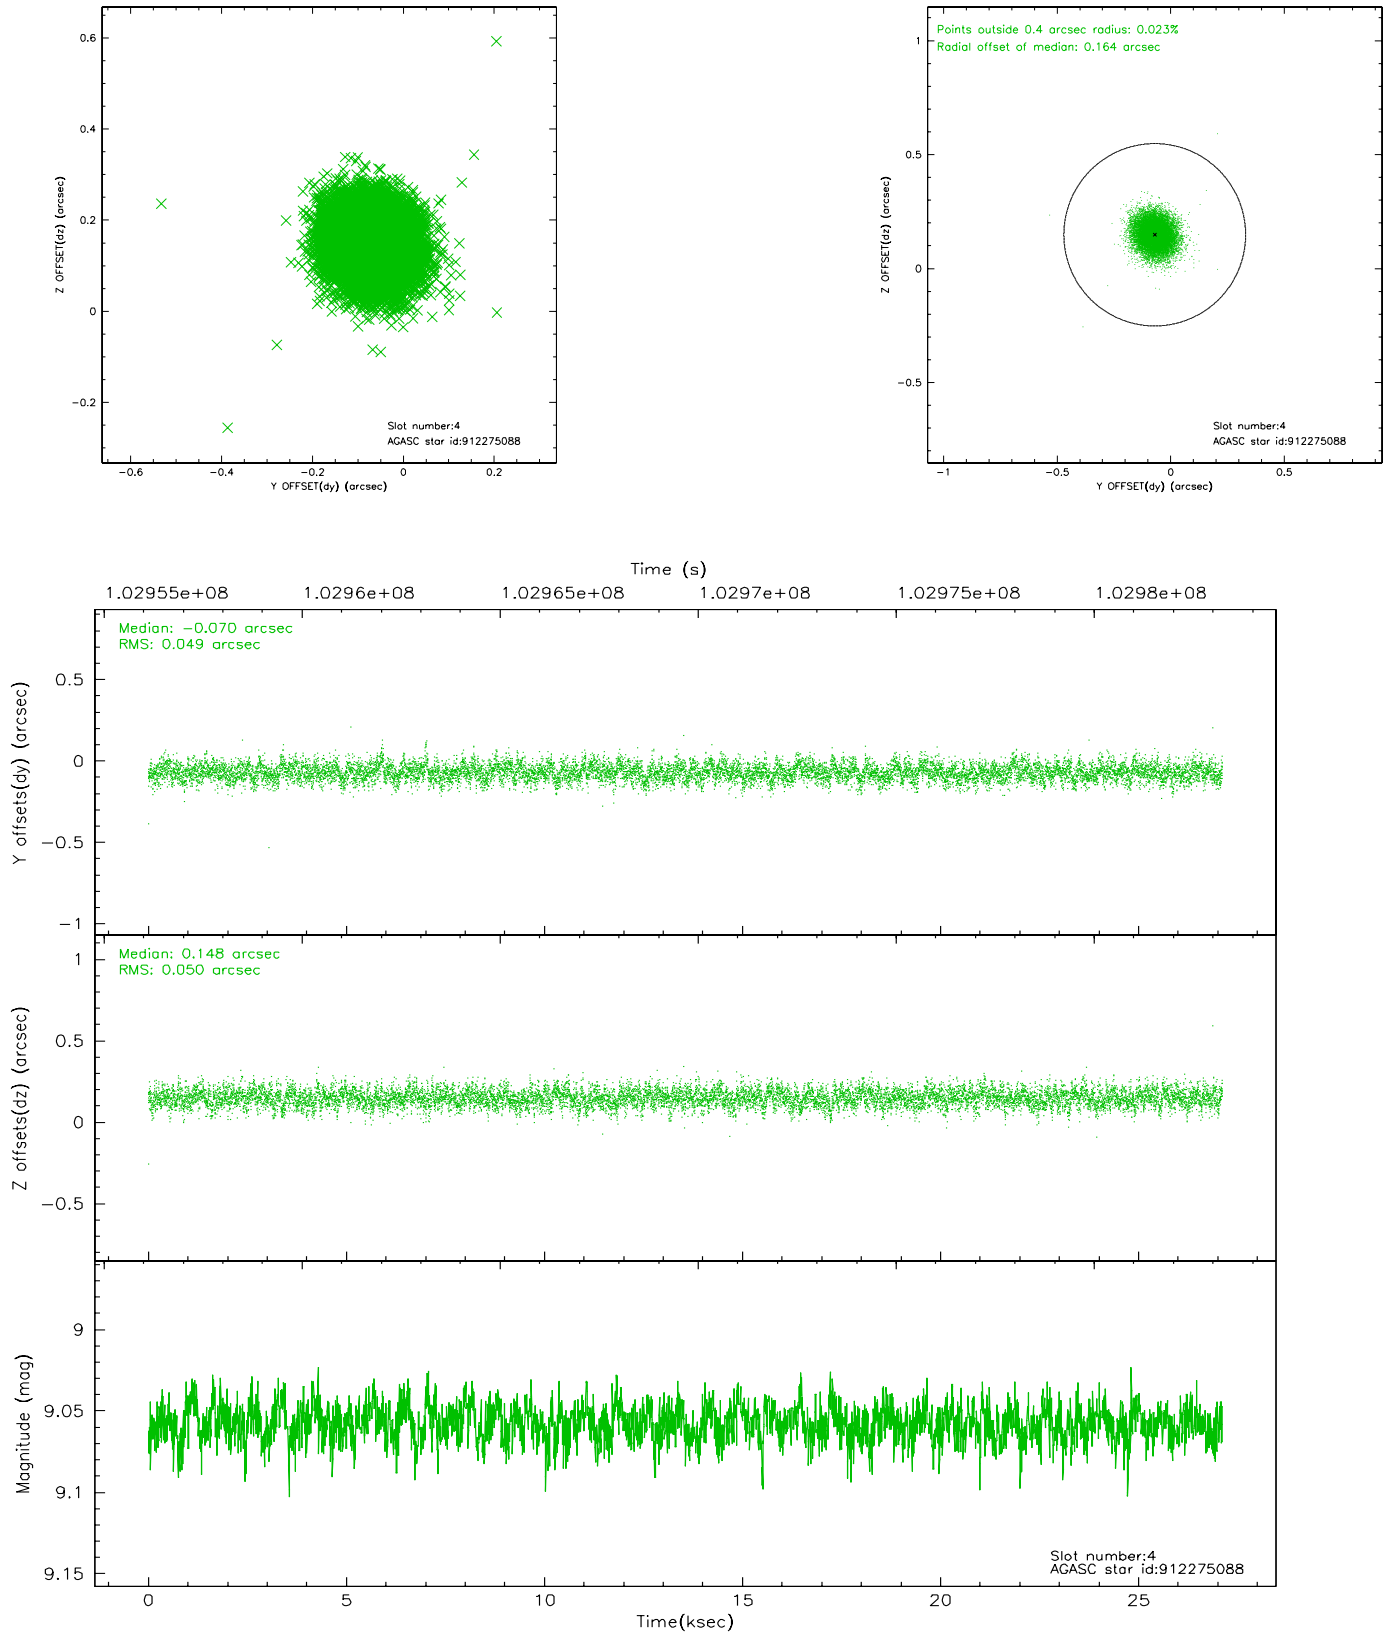 0.6
0.4
0.2
0
−0.2
Z OFFSET(dz) (arcsec)
Slot number:4
AGASC star id:912275088
−0.6 −0.4 −0.2 0 0.2
Y OFFSET(dy) (arcsec)
Points outside 0.4 arcsec radius: 0.023%
Radial offset of median: 0.164 arcsec
1
0.5
0
−0.5
Z OFFSET(dz) (arcsec)
Slot number:4
AGASC star id:912275088
−1 −0.5 0 0.5
Y OFFSET(dy) (arcsec)
Time (s)
1.02955e+08 1.0296e+08 1.02965e+08 1.0297e+08 1.02975e+08 1.0298e+08
Median: −0.070 arcsec
RMS: 0.049 arcsec
0.5
0
−0.5
−1
Y offsets(dy) (arcsec)
Median: 0.148 arcsec
RMS: 0.050 arcsec
1
0.5
0
−0.5
Z offsets(dz) (arcsec)
9
9.05
9.1
9.15
Magnitude (mag)
Slot number:4
AGASC star id:912275088
0 5 10 15 20 25
Time(ksec)